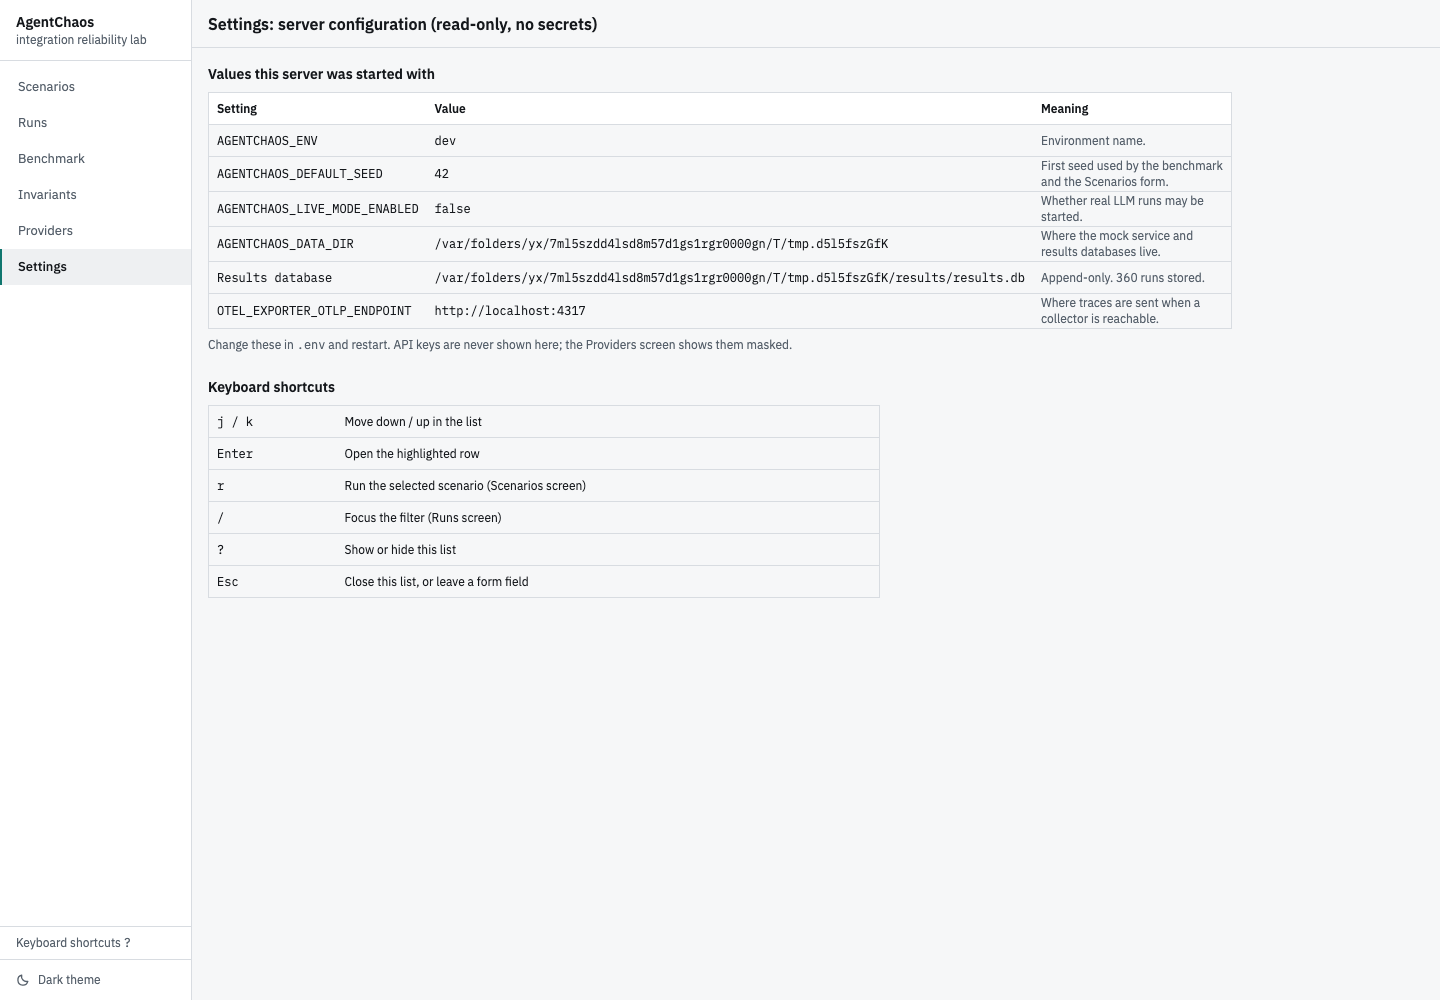 AgentChaos
integration reliability lab
Scenarios
Runs
Benchmark
Invariants
Providers
Settings
Keyboard shortcuts ?
Dark theme
Settings: server configuration (read-only, no secrets)
Values this server was started with
Setting Value Meaning
AGENTCHAOS_ENV dev Environment name.
AGENTCHAOS_DEFAULT_SEED 42 First seed used by the benchmark
and the Scenarios form.
AGENTCHAOS_LIVE_MODE_ENABLED false Whether real LLM runs may be
started.
AGENTCHAOS_DATA_DIR /var/folders/yx/7ml5szdd4lsd8m57d1gs1rgr0000gn/T/tmp.d5l5fszGfK Where the mock service and
results databases live.
Results database /var/folders/yx/7ml5szdd4lsd8m57d1gs1rgr0000gn/T/tmp.d5l5fszGfK/results/results.db Append-only. 360 runs stored.
OTEL_EXPORTER_OTLP_ENDPOINT http://localhost:4317 Where traces are sent when a
collector is reachable.
Change these in .env and restart. API keys are never shown here; the Providers screen shows them masked.
Keyboard shortcuts
j / k Move down / up in the list
Enter Open the highlighted row
r Run the selected scenario (Scenarios screen)
/ Focus the filter (Runs screen)
? Show or hide this list
Esc Close this list, or leave a form field